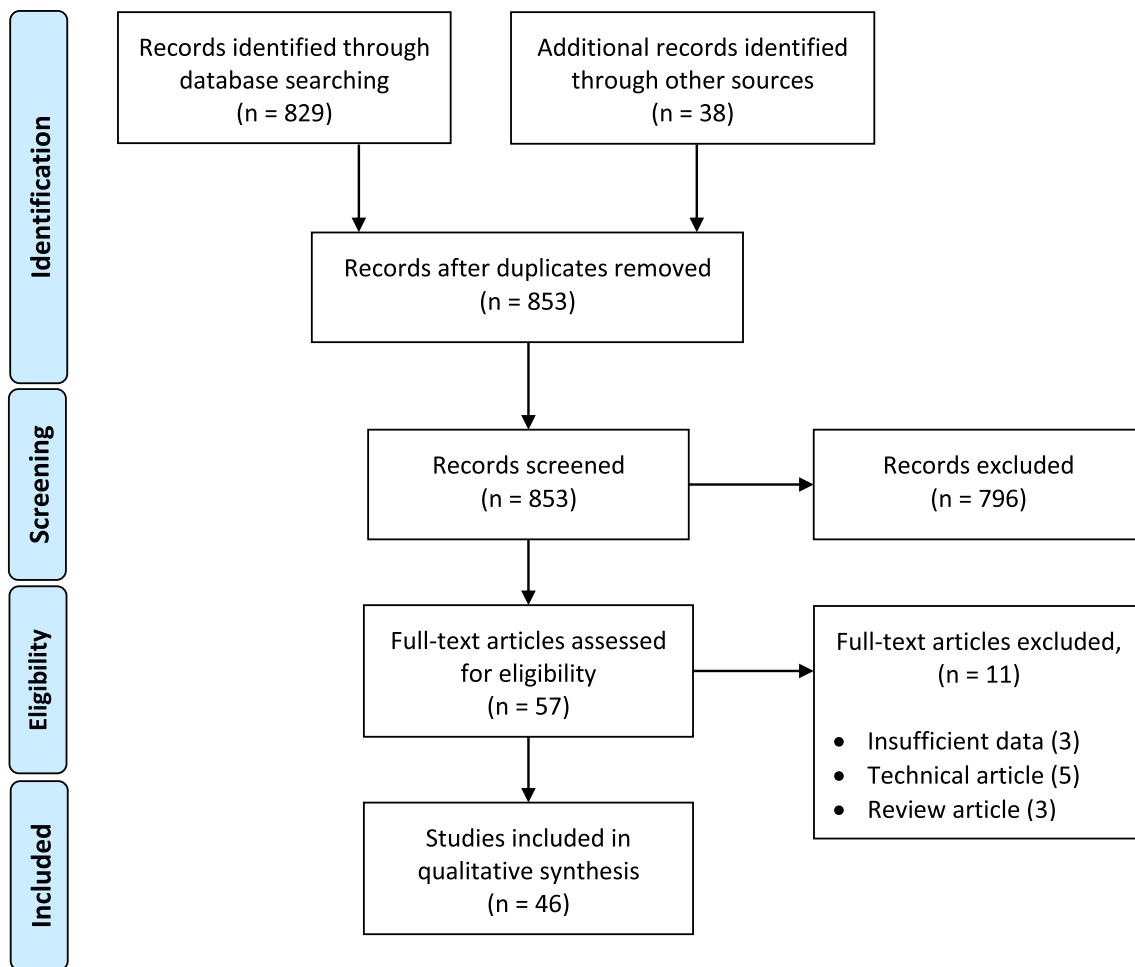 Identification
Records identified through
database searching
(n = 829)
Additional records identified
through other sources
(n = 38)
Records after duplicates removed
(n = 853)
Screening
Records screened
(n = 853)
Records excluded
(n = 796)
Eligibility
Full-text articles assessed
for eligibility
(n = 57)
Full-text articles excluded,
(n = 11)
• Insufficient data (3)
• Technical article (5)
• Review article (3)
Included
Studies included in
qualitative synthesis
(n = 46)